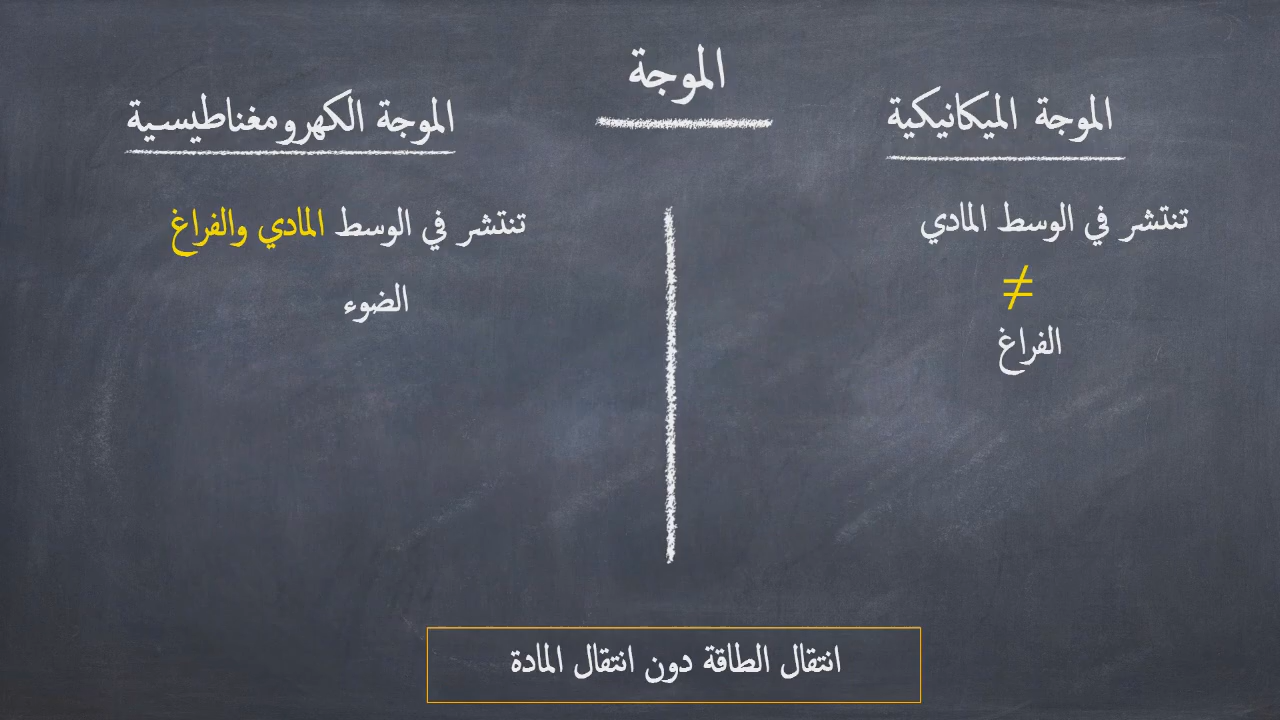 الموجة
الموجة الميكانيكية
تنتشر في الوسط المادي
≠
الفراغ
الموجة الكهرومغناطيسية
تنتشر في الوسط المادي والفراغ
الضوء
انتقال الطاقة دون انتقال المادة